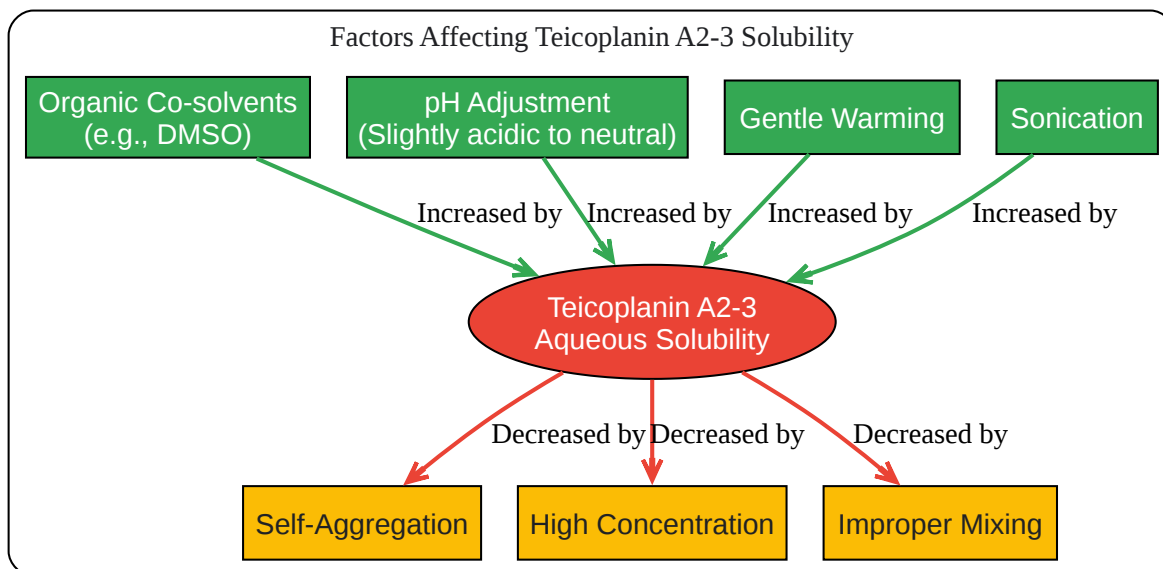 Factors Affecting Teicoplanin A2-3 Solubility
Organic Co-solvents
(e.g., DMSO)
pH Adjustment
(Slightly acidic to neutral)
Gentle Warming
Sonication
Increased by
Increased by
Increased by
Increased by
Teicoplanin A2-3
Aqueous Solubility
Decreased by
Decreased by
Decreased by
Self-Aggregation
High Concentration
Improper Mixing